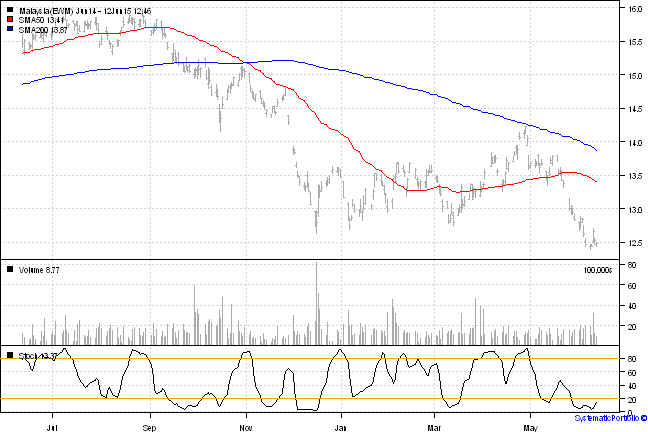 Malaysia(EWM) Jun14 - 12Jun15 12.46
SMA50 13.41
SMA200 13.87
16.0
15.5
15.0
14.5
14.0
13.5
13.0
12.5
Volume 8.77
100,000s
80
60
40
20
Stoch 13.37
80
60
40
20
0
Jul
Sep
Nov
Jan
Mar
May
SystematicPortfolio ©